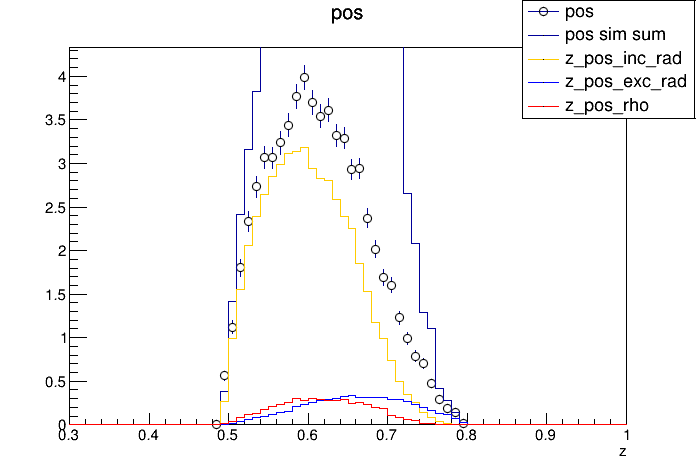 pos
pos
pos sim sum
z_pos_inc_rad
z_pos_exc_rad
z_pos_rho
4
3.5
3
2.5
2
1.5
1
0.5
0
0.3 0.4 0.5 0.6 0.7 0.8 0.9 1
z